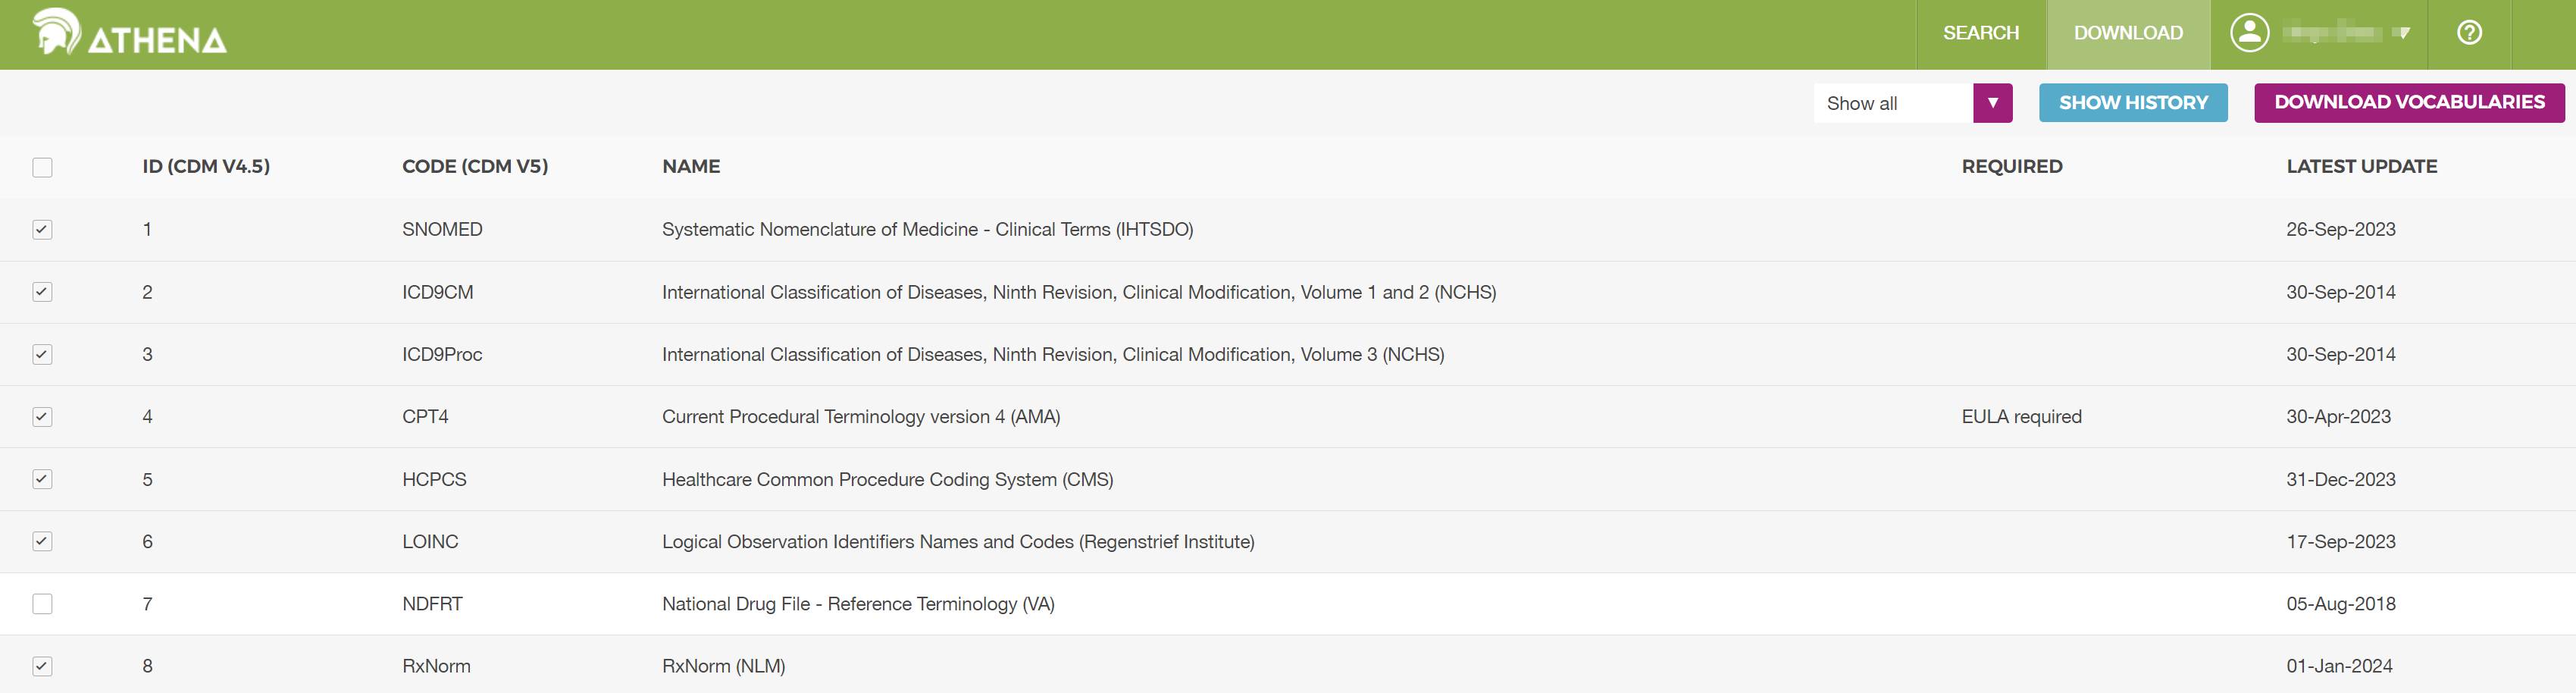 ATHENA SEARCH DOWNLOAD
Show all SHOW HISTORY DOWNLOAD VOCABULARIES
ID (CDM V4.5) CODE (CDM V5) NAME REQUIRED LATEST UPDATE
1 SNOMED Systematic Nomenclature of Medicine - Clinical Terms (IHTSDO) 26-Sep-2023
2 ICD9CM International Classification of Diseases, Ninth Revision, Clinical Modification, Volume 1 and 2 (NCHS) 30-Sep-2014
3 ICD9Proc International Classification of Diseases, Ninth Revision, Clinical Modification, Volume 3 (NCHS) 30-Sep-2014
4 CPT4 Current Procedural Terminology version 4 (AMA) EULA required 30-Apr-2023
5 HCPCS Healthcare Common Procedure Coding System (CMS) 31-Dec-2023
6 LOINC Logical Observation Identifiers Names and Codes (Regenstrief Institute) 17-Sep-2023
7 NDFRT National Drug File - Reference Terminology (VA) 05-Aug-2018
8 RxNorm RxNorm (NLM) 01-Jan-2024